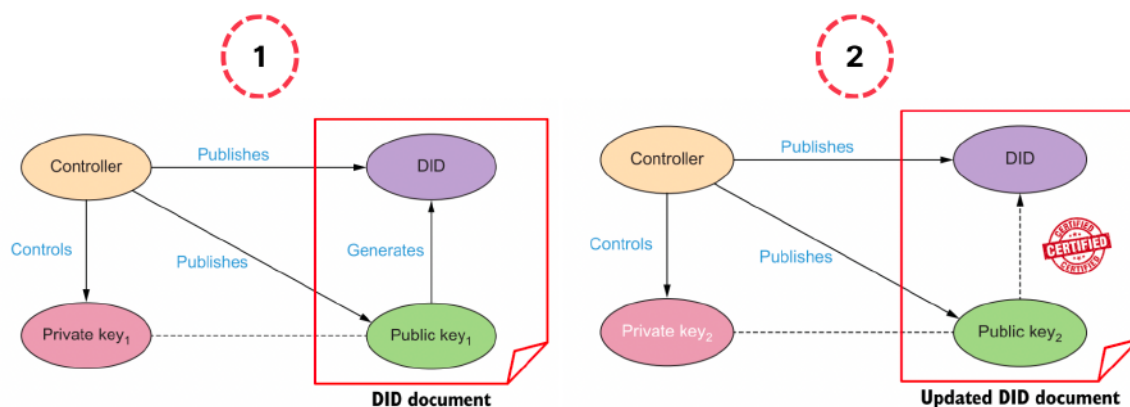 1
2
Controller
Publishes
DID
Controls
Publishes
Generates
Private key₁
Public key₁
DID document
Controller
Publishes
DID
Controls
Publishes
CERTIFIED
CERTIFIED
CERTIFIED
Private key₂
Public key₂
Updated DID document